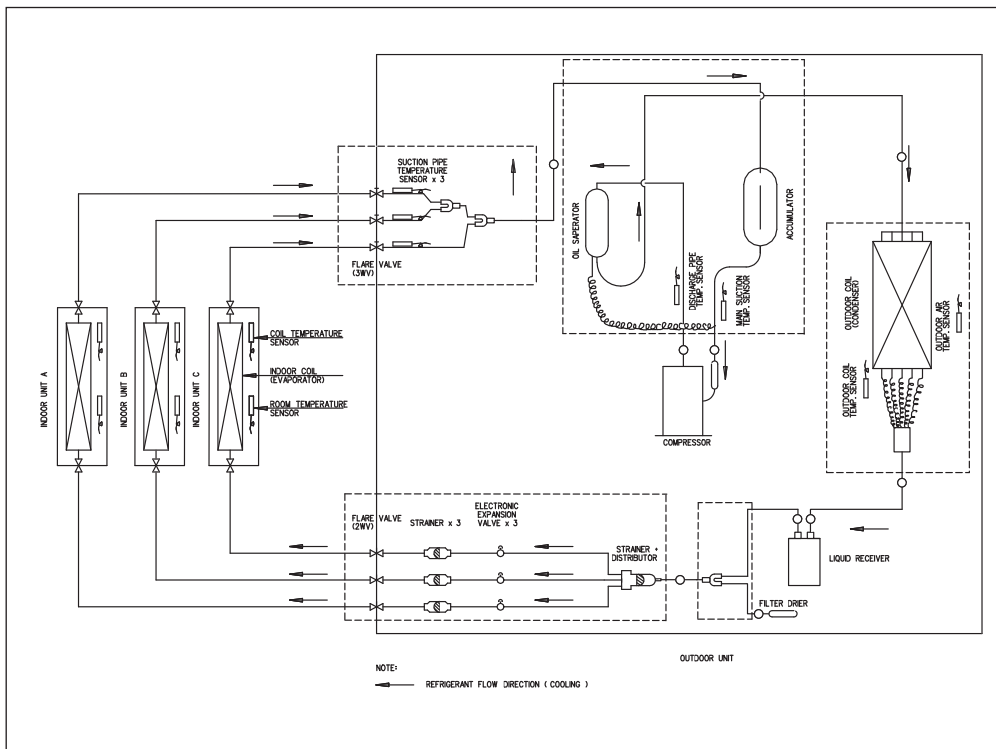 SUCTION PIPE
TEMPERATURE
SENSOR x 3
FLARE VALVE
(3WV)
OIL SAPERATOR
DISCHARGE PIPE
TEMP.SENSOR
MAIN SUCTION
TEMP.SENSOR
ACCUMULATOR
COMPRESSOR
OUTDOOR COIL
(CONDENSER)
OUTDOOR AIR
TEMP.SENSOR
OUTDOOR COIL
TEMP.SENSOR
INDOOR UNIT A
INDOOR UNIT B
INDOOR UNIT C
COIL TEMPERATURE
SENSOR
INDOOR COIL
(EVAPORATOR)
ROOM TEMPERATURE
SENSOR
FLARE VALVE
(2WV)
STRAINER x 3
ELECTRONIC
EXPANSION
VALVE x 3
STRAINER +
DISTRIBUTOR
LIQUID RECEIVER
FILTER DRIER
OUTDOOR UNIT
NOTE:
REFRIGERANT FLOW DIRECTION ( COOLING )